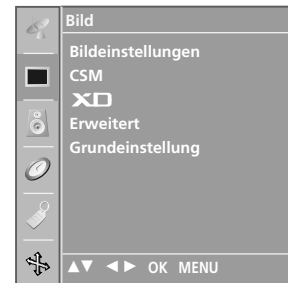 Bild
Bildeinstellungen
CSM
XD
Erweitert
Grundeinstellung
▲▼ ◀▶ OK MENU